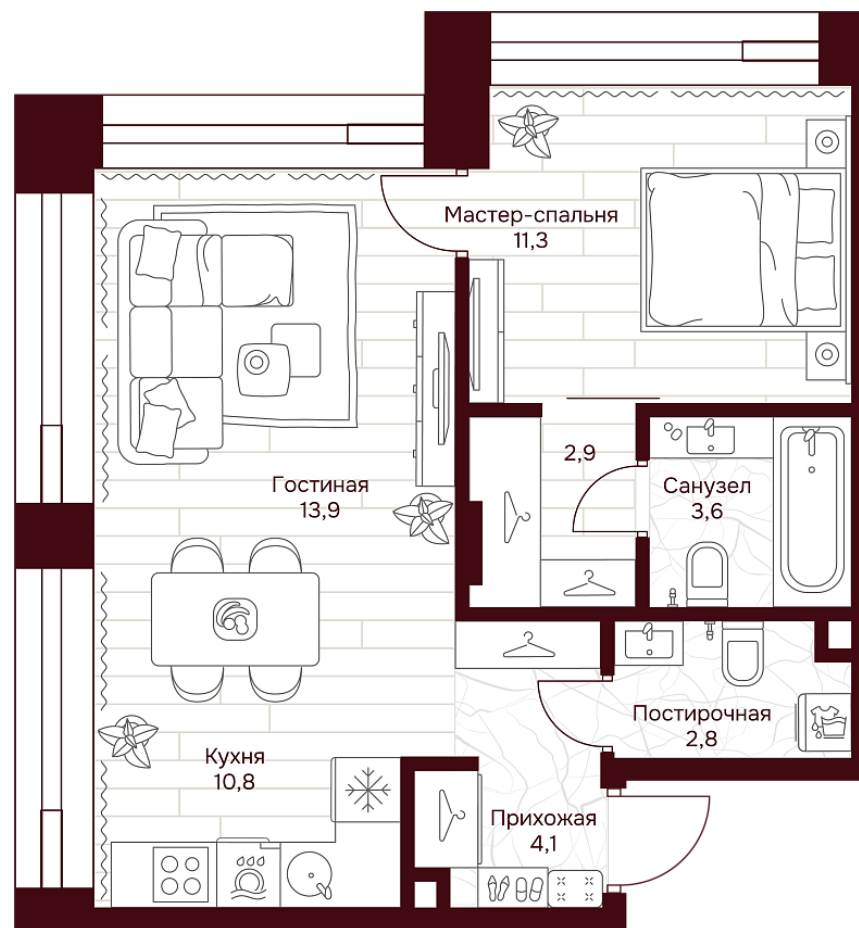 Мастер-спальня
11,3
2,9
Гостиная
13,9
Санузел
3,6
Постирочная
2,8
Кухня
10,8
Прихожая
4,1